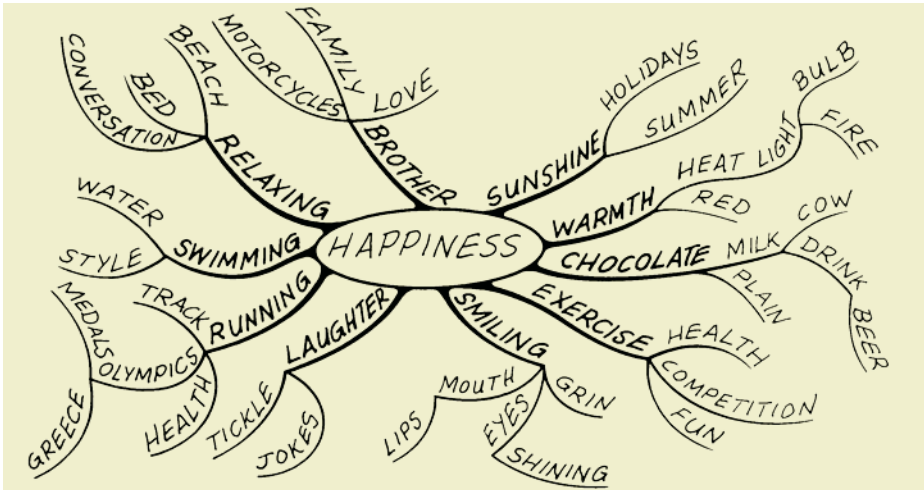 HAPPINESS
BROTHER
FAMILY
MOTORCYCLES
LOVE
SUNSHINE
HOLIDAYS
SUMMER
WARMTH
HEAT
LIGHT
BULB
FIRE
RED
CHOCOLATE
MILK
COW
DRINK
BEER
PLAIN
EXERCISE
HEALTH
COMPETITION
FUN
SMILING
GRIN
EYES
SHINING
MOUTH
LIPS
LAUGHTER
JOKES
TICKLE
RUNNING
TRACK
OLYMPICS
MEDALS
GREECE
HEALTH
SWIMMING
WATER
STYLE
RELAXING
BEACH
BED
CONVERSATION